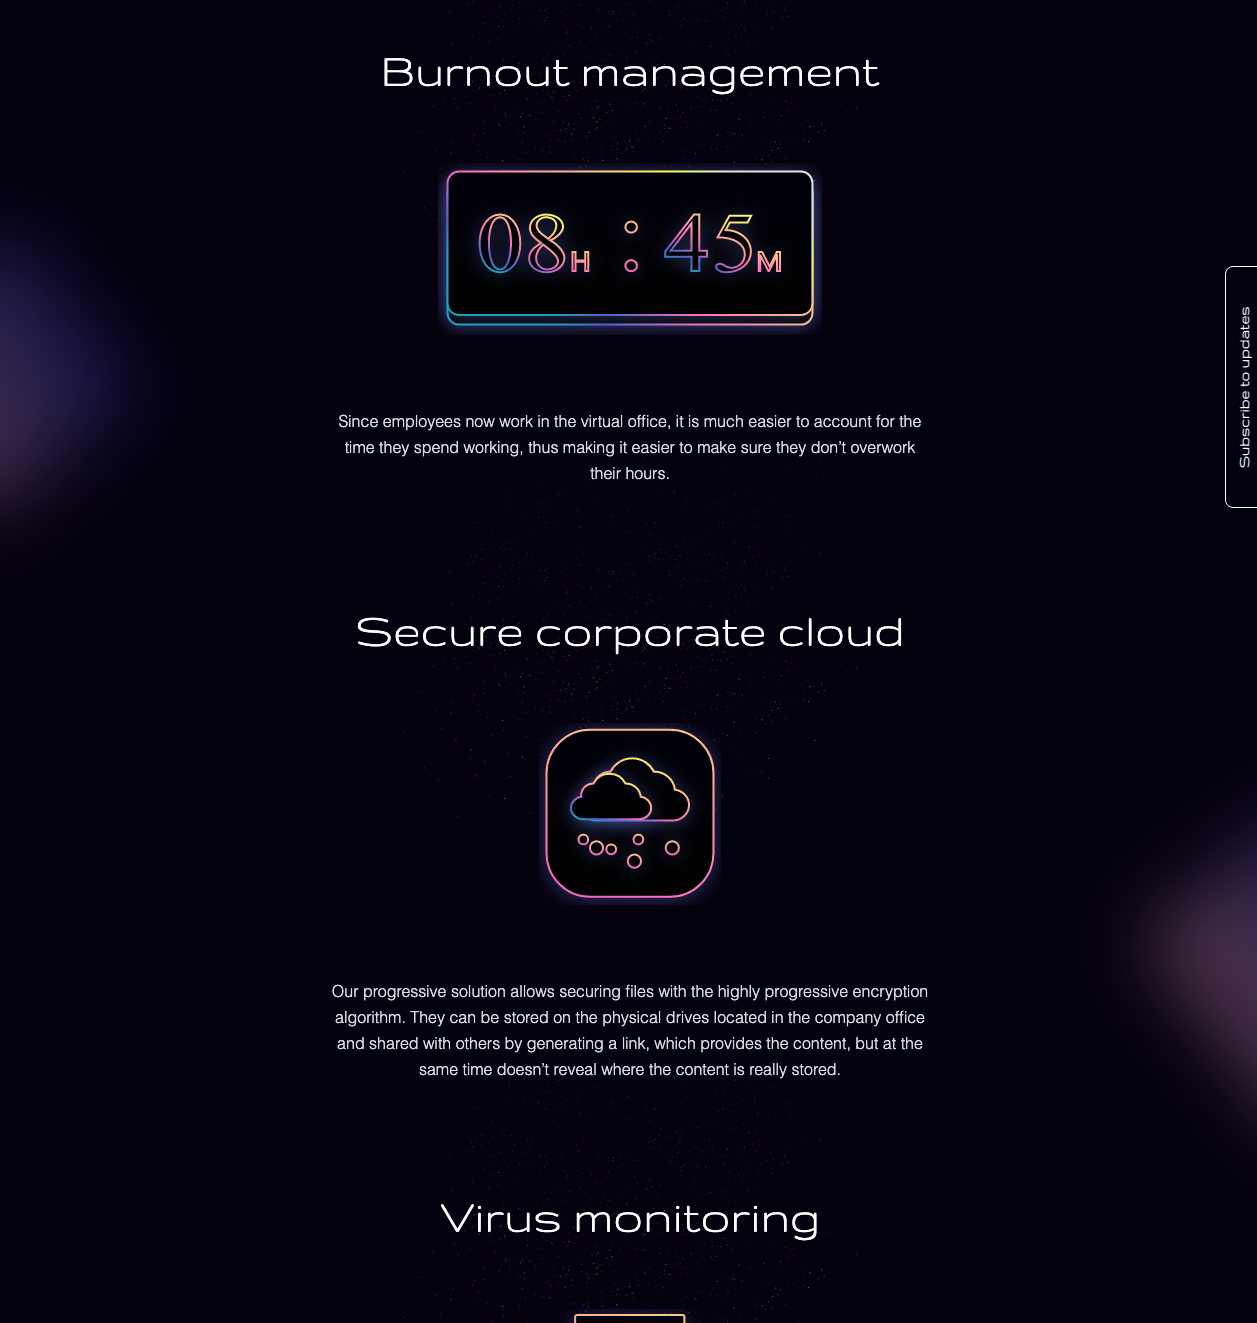 Burnout management
08H : 45M
Subscribe to updates
Since employees now work in the virtual office, it is much easier to account for the
time they spend working, thus making it easier to make sure they don’t overwork
their hours.
Secure corporate cloud
Our progressive solution allows securing files with the highly progressive encryption
algorithm. They can be stored on the physical drives located in the company office
and shared with others by generating a link, which provides the content, but at the
same time doesn’t reveal where the content is really stored.
Virus monitoring